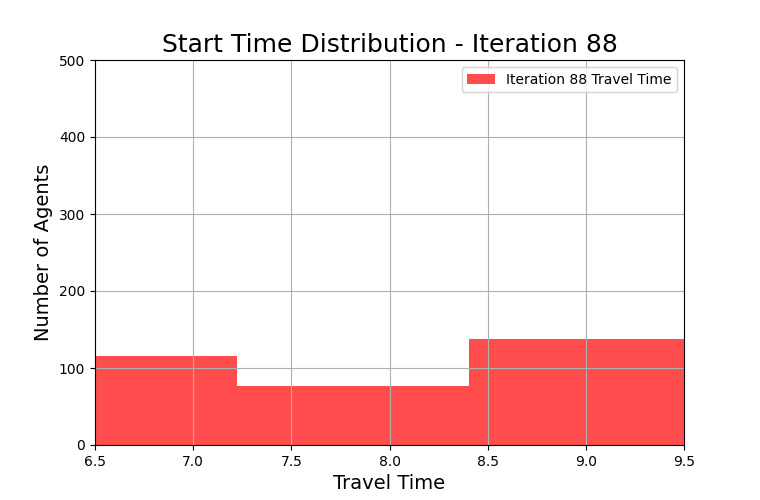 Start Time Distribution - Iteration 88
Iteration 88 Travel Time
Number of Agents
500
400
300
200
100
0
6.5 7.0 7.5 8.0 8.5 9.0 9.5
Travel Time